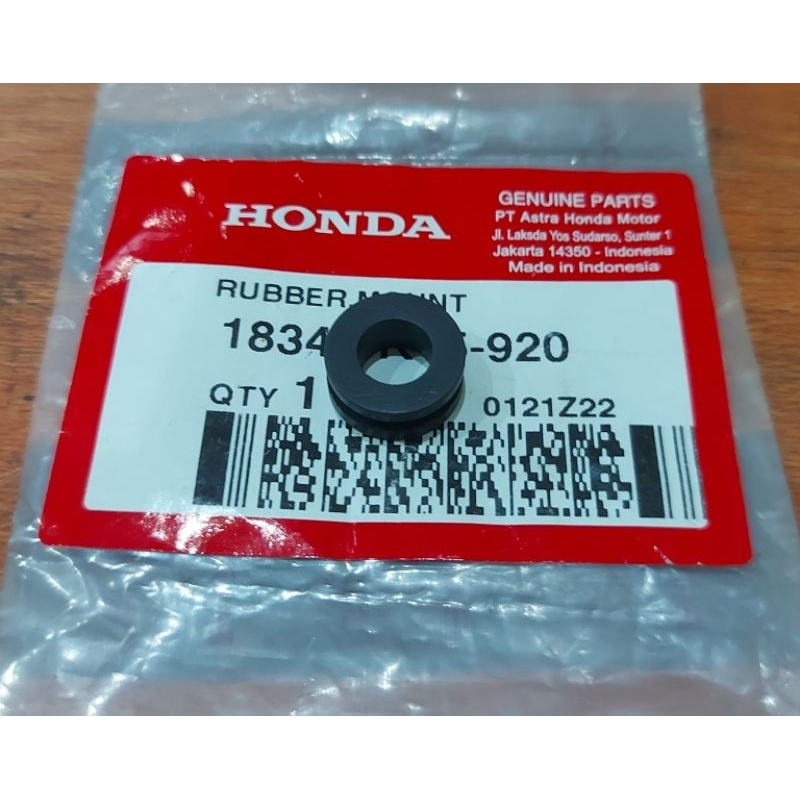 HONDA
GENUINE PARTS
PT Astra Honda Motor
Jl. Laksda Yos Sudarso, Sunter 1
Jakarta 14350 - Indonesia
Made in Indonesia
RUBBER MOUNT
-920
QTY 1
0121Z22